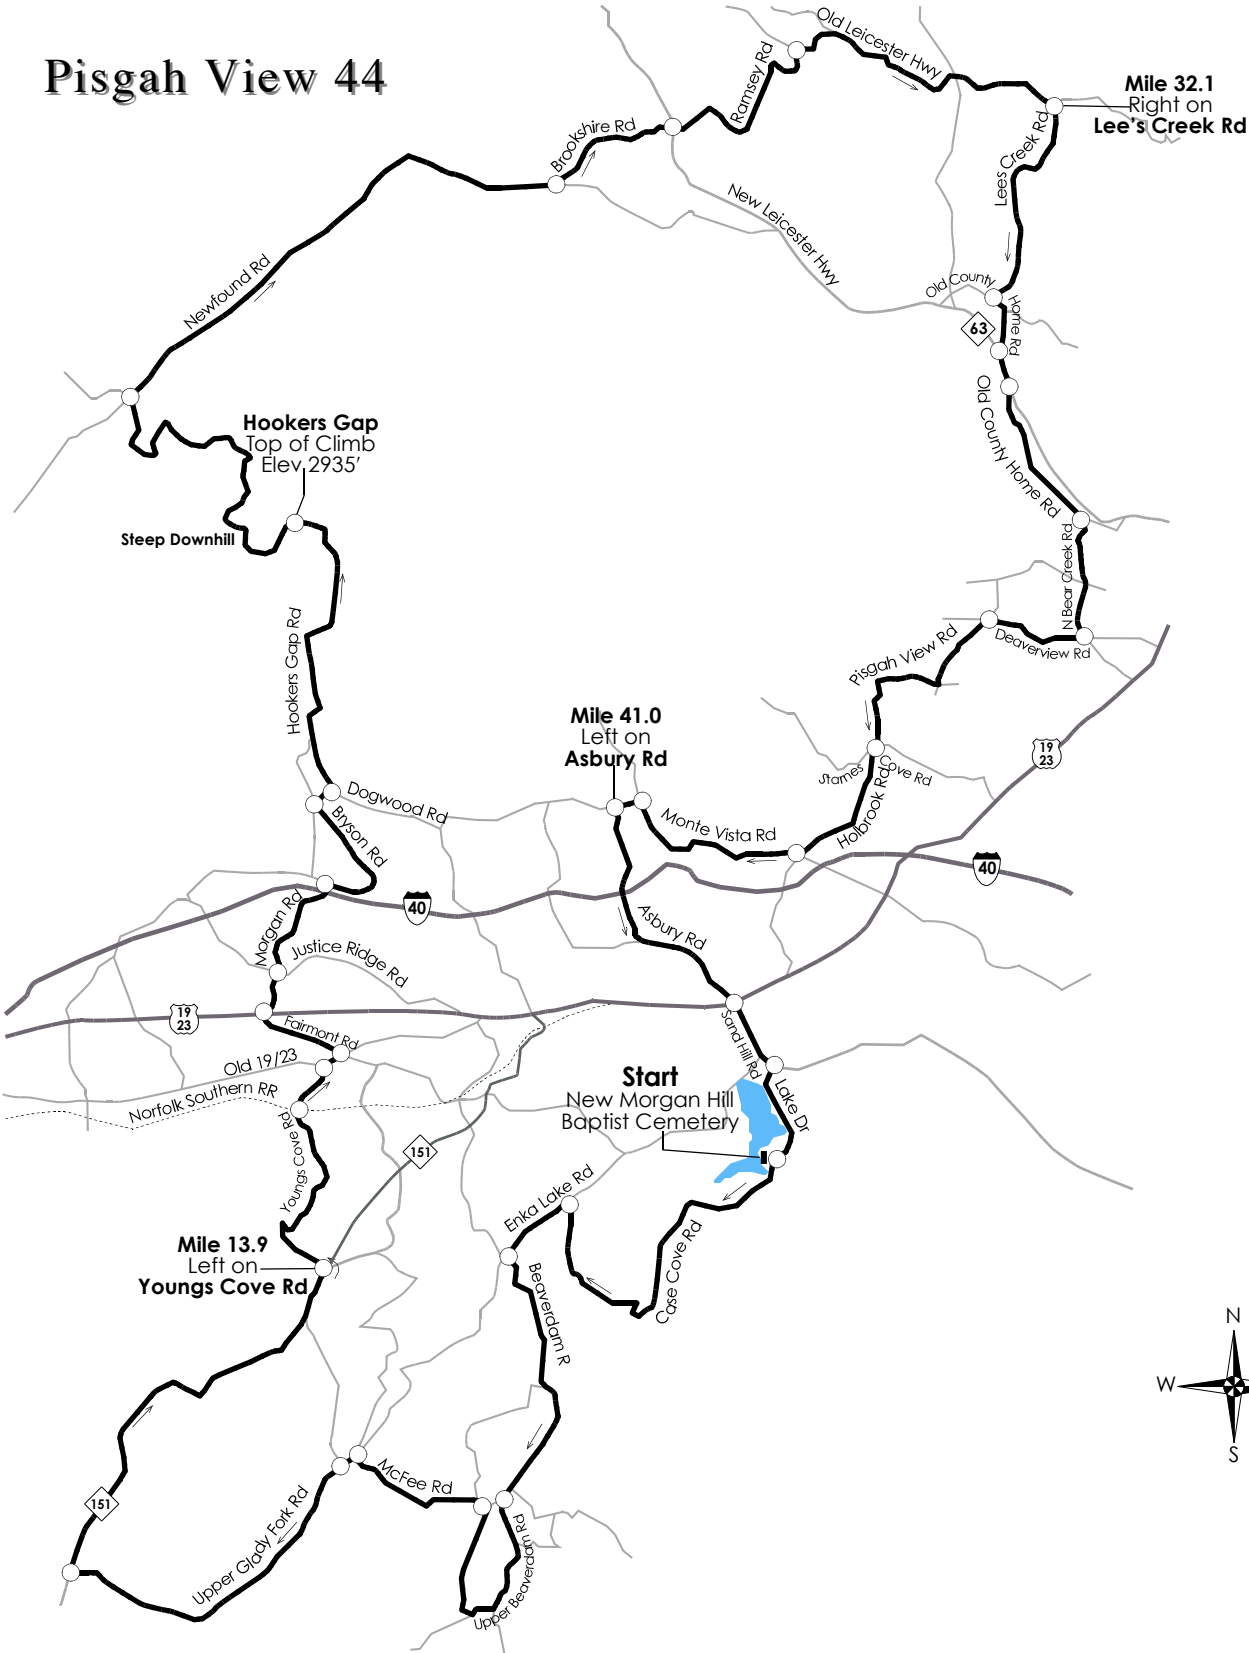 Pisgah View 44
Old Leicester Hwy
Ramsey Rd
Mile 32.1
Right on
Lee's Creek Rd
Brookshire Rd
Lees Creek Rd
New Leicester Hwy
Newfound Rd
Old County
Home Rd
63
Old County Home Rd
Hookers Gap
Top of Climb
Elev 2935'
Steep Downhill
N Bear Creek Rd
Deaverview Rd
Pisgah View Rd
Hookers Gap Rd
Mile 41.0
Left on
Asbury Rd
19
23
Starnes Cove Rd
Holbrook Rd
Dogwood Rd
Bryson Rd
Monte Vista Rd
40
40
Morgan Rd
Asbury Rd
Justice Ridge Rd
19
23
Fairmont Rd
Sand Hill Rd
Old 19/23
Norfolk Southern RR
Start
New Morgan Hill
Baptist Cemetery
Lake Dr
Youngs Cove Rd
151
Enka Lake Rd
Case Cove Rd
Mile 13.9
Left on
Youngs Cove Rd
Beaverdam R
N
W
S
McFee Rd
151
Upper Glady Fork Rd
Upper Beaverdam Rd